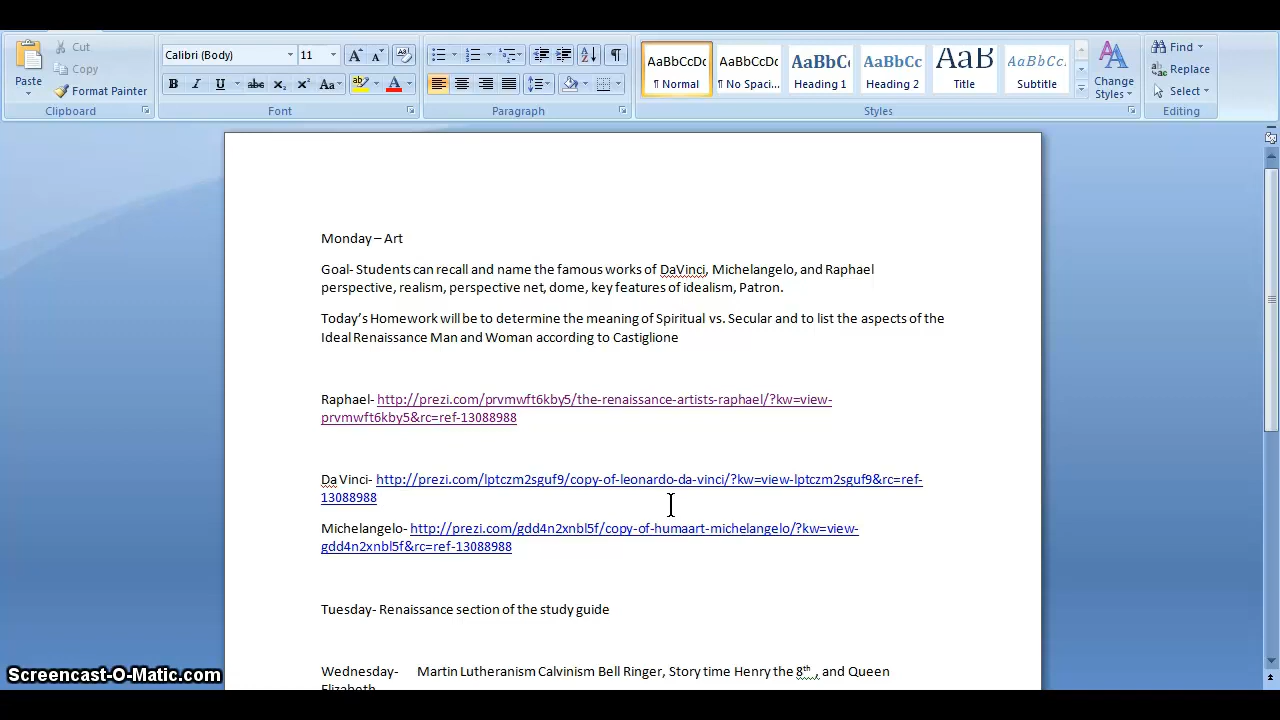 Cut
Copy
Paste
Format Painter
Clipboard
Calibri (Body) 11
Font
Paragraph
AaBbCcDc AaBbCcDc AaBbC AaBbCc AaB AaBbCc.
¶ Normal ¶ No Spaci... Heading 1 Heading 2 Title Subtitle
Change Styles
Styles
Find
Replace
Select
Editing
Monday – Art
Goal- Students can recall and name the famous works of DaVinci, Michelangelo, and Raphael
perspective, realism, perspective net, dome, key features of idealism, Patron.
Today's Homework will be to determine the meaning of Spiritual vs. Secular and to list the aspects of the
Ideal Renaissance Man and Woman according to Castiglione
Raphael- http://prezi.com/prvmwft6kby5/the-renaissance-artists-raphael/?kw=view-
prvmwft6kby5&rc=ref-13088988
Da Vinci- http://prezi.com/lptczm2sguf9/copy-of-leonardo-da-vinci/?kw=view-lptczm2sguf9&rc=ref-
13088988
Michelangelo- http://prezi.com/gdd4n2xnbl5f/copy-of-humaart-michelangelo/?kw=view-
gdd4n2xnbl5f&rc=ref-13088988
Tuesday- Renaissance section of the study guide
Wednesday- Martin Lutheranism Calvinism Bell Ringer, Story time Henry the 8th , and Queen
Elizabeth
Screencast-O-Matic.com